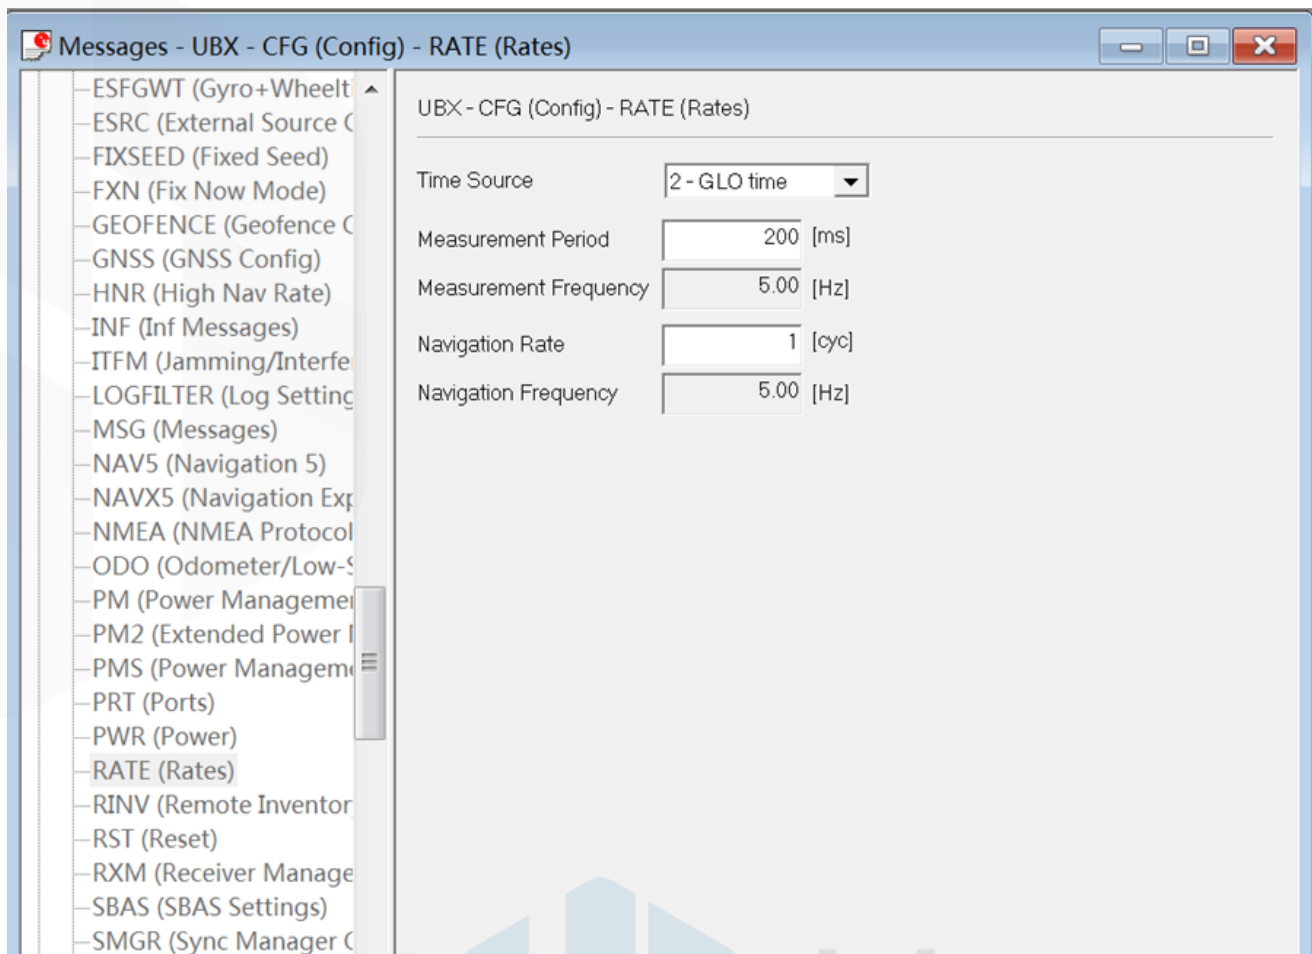 Messages - UBX - CFG (Config) - RATE (Rates)
ESFGWT (Gyro+Wheelti
ESRC (External Source C
FIXSEED (Fixed Seed)
FXN (Fix Now Mode)
GEOFENCE (Geofence C
GNSS (GNSS Config)
HNR (High Nav Rate)
INF (Inf Messages)
ITFM (Jamming/Interfe
LOGFILTER (Log Setting
MSG (Messages)
NAV5 (Navigation 5)
NAVX5 (Navigation Exp
NMEA (NMEA Protocol
ODO (Odometer/Low-S
PM (Power Managemen
PM2 (Extended Power M
PMS (Power Manageme
PRT (Ports)
PWR (Power)
RATE (Rates)
RINV (Remote Inventor
RST (Reset)
RXM (Receiver Manage
SBAS (SBAS Settings)
SMGR (Sync Manager C
UBX - CFG (Config) - RATE (Rates)
Time Source 2 - GLO time
Measurement Period 200 [ms]
Measurement Frequency 5.00 [Hz]
Navigation Rate 1 [cyc]
Navigation Frequency 5.00 [Hz]